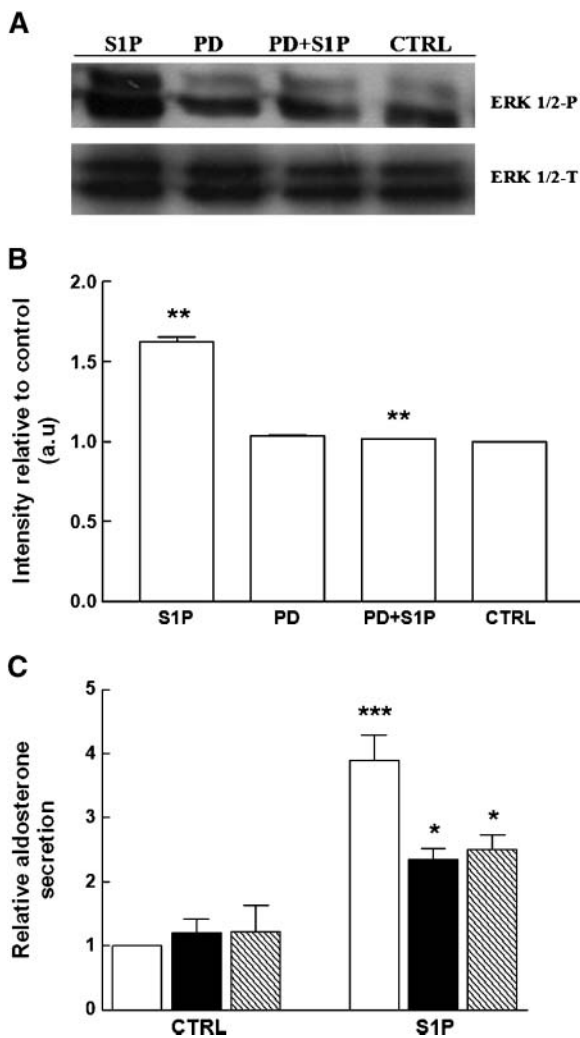 A
S1P PD PD+S1P CTRL
ERK 1/2-P
ERK 1/2-T
B
Intensity relative to control
(a.u)
2.0
1.5
1.0
0.5
0.0
**
**
S1P PD PD+S1P CTRL
C
Relative aldosterone
secretion
5
4
3
2
1
0
***
*
*
CTRL S1P